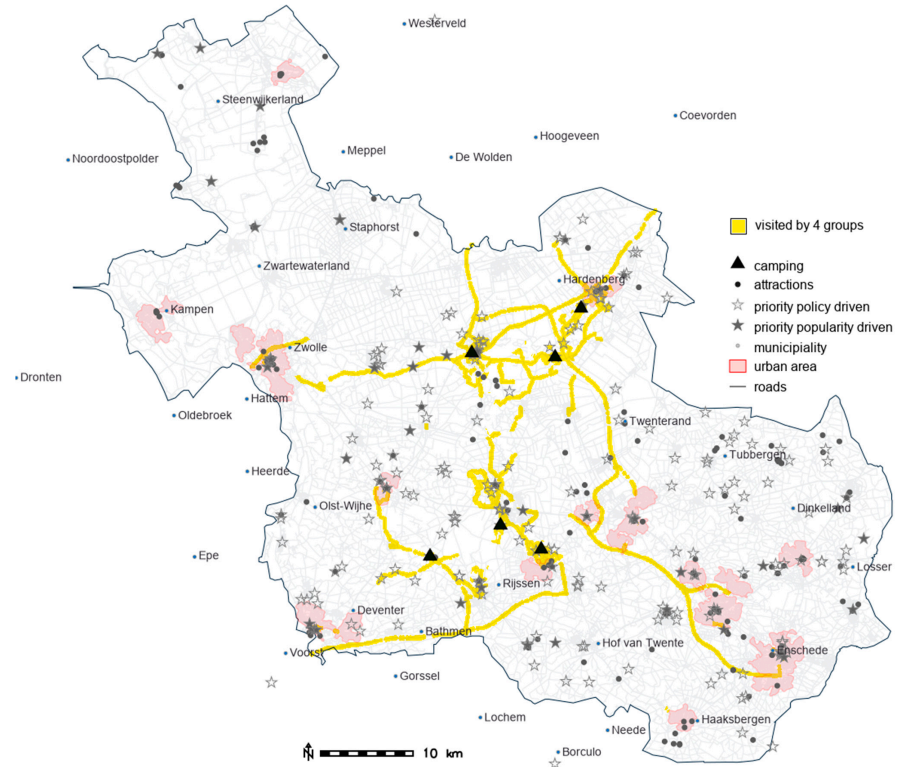 Westerveld
Steenwijkerland
Coevorden
Hoogeveen
Meppel
De Wolden
Noordoostpolder
Staphorst
visited by 4 groups
Zwartewaterland
camping
Hardenberg
attractions
priority policy driven
Kampen
priority popularity driven
Zwolle
municipiality
urban area
Dronten
roads
Hattem
Oldebroek
Twenterand
Tubbergen
Heerde
Olst-Wijhe
Dinkelland
Epe
Losser
Rijssen
Deventer
Bathmen
Hof van Twente
Voorst
Enschede
Gorssel
Lochem
Haaksbergen
Neede
N
10 km
Borculo